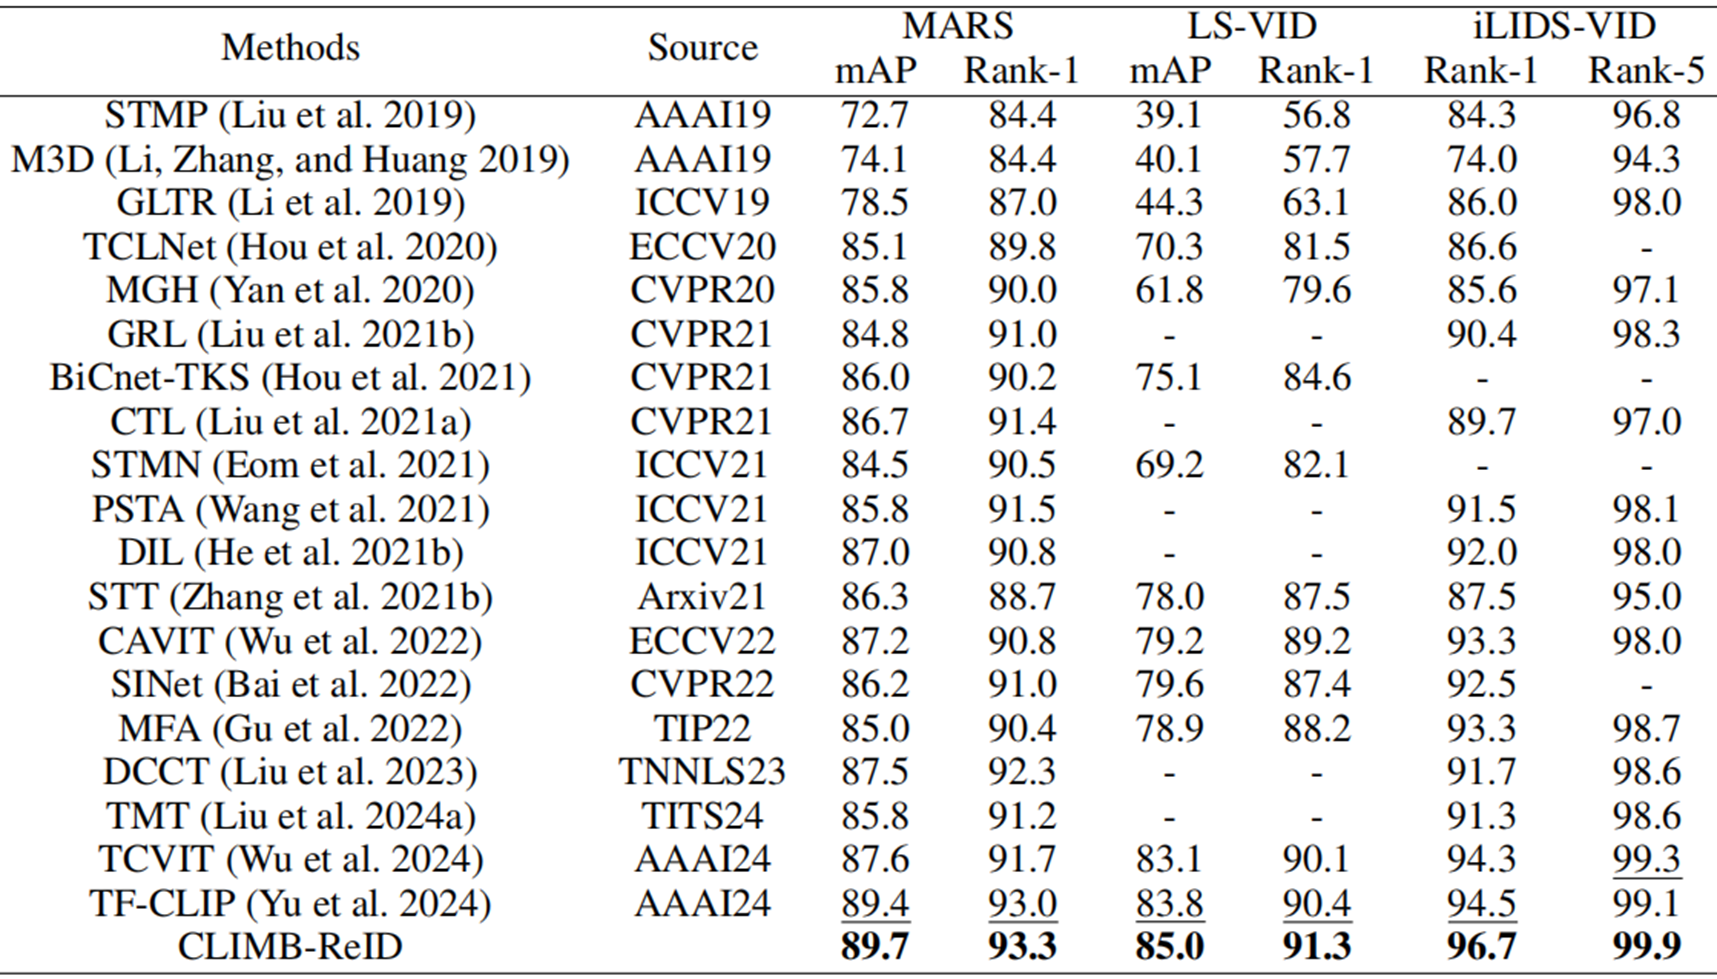 Methods Source MARS LS-VID iLIDS-VID
mAP Rank-1 mAP Rank-1 Rank-1 Rank-5
STMP (Liu et al. 2019) AAAI19 72.7 84.4 39.1 56.8 84.3 96.8
M3D (Li, Zhang, and Huang 2019) AAAI19 74.1 84.4 40.1 57.7 74.0 94.3
GLTR (Li et al. 2019) ICCV19 78.5 87.0 44.3 63.1 86.0 98.0
TCLNet (Hou et al. 2020) ECCV20 85.1 89.8 70.3 81.5 86.6 -
MGH (Yan et al. 2020) CVPR20 85.8 90.0 61.8 79.6 85.6 97.1
GRL (Liu et al. 2021b) CVPR21 84.8 91.0 - - 90.4 98.3
BiCnet-TKS (Hou et al. 2021) CVPR21 86.0 90.2 75.1 84.6 - -
CTL (Liu et al. 2021a) CVPR21 86.7 91.4 - - 89.7 97.0
STMN (Eom et al. 2021) ICCV21 84.5 90.5 69.2 82.1 - -
PSTA (Wang et al. 2021) ICCV21 85.8 91.5 - - 91.5 98.1
DIL (He et al. 2021b) ICCV21 87.0 90.8 - - 92.0 98.0
STT (Zhang et al. 2021b) Arxiv21 86.3 88.7 78.0 87.5 87.5 95.0
CAVIT (Wu et al. 2022) ECCV22 87.2 90.8 79.2 89.2 93.3 98.0
SINet (Bai et al. 2022) CVPR22 86.2 91.0 79.6 87.4 92.5 -
MFA (Gu et al. 2022) TIP22 85.0 90.4 78.9 88.2 93.3 98.7
DCCT (Liu et al. 2023) TNNLS23 87.5 92.3 - - 91.7 98.6
TMT (Liu et al. 2024a) TITS24 85.8 91.2 - - 91.3 98.6
TCVIT (Wu et al. 2024) AAAI24 87.6 91.7 83.1 90.1 94.3 99.3
TF-CLIP (Yu et al. 2024) AAAI24 89.4 93.0 83.8 90.4 94.5 99.1
CLIMB-ReID 89.7 93.3 85.0 91.3 96.7 99.9